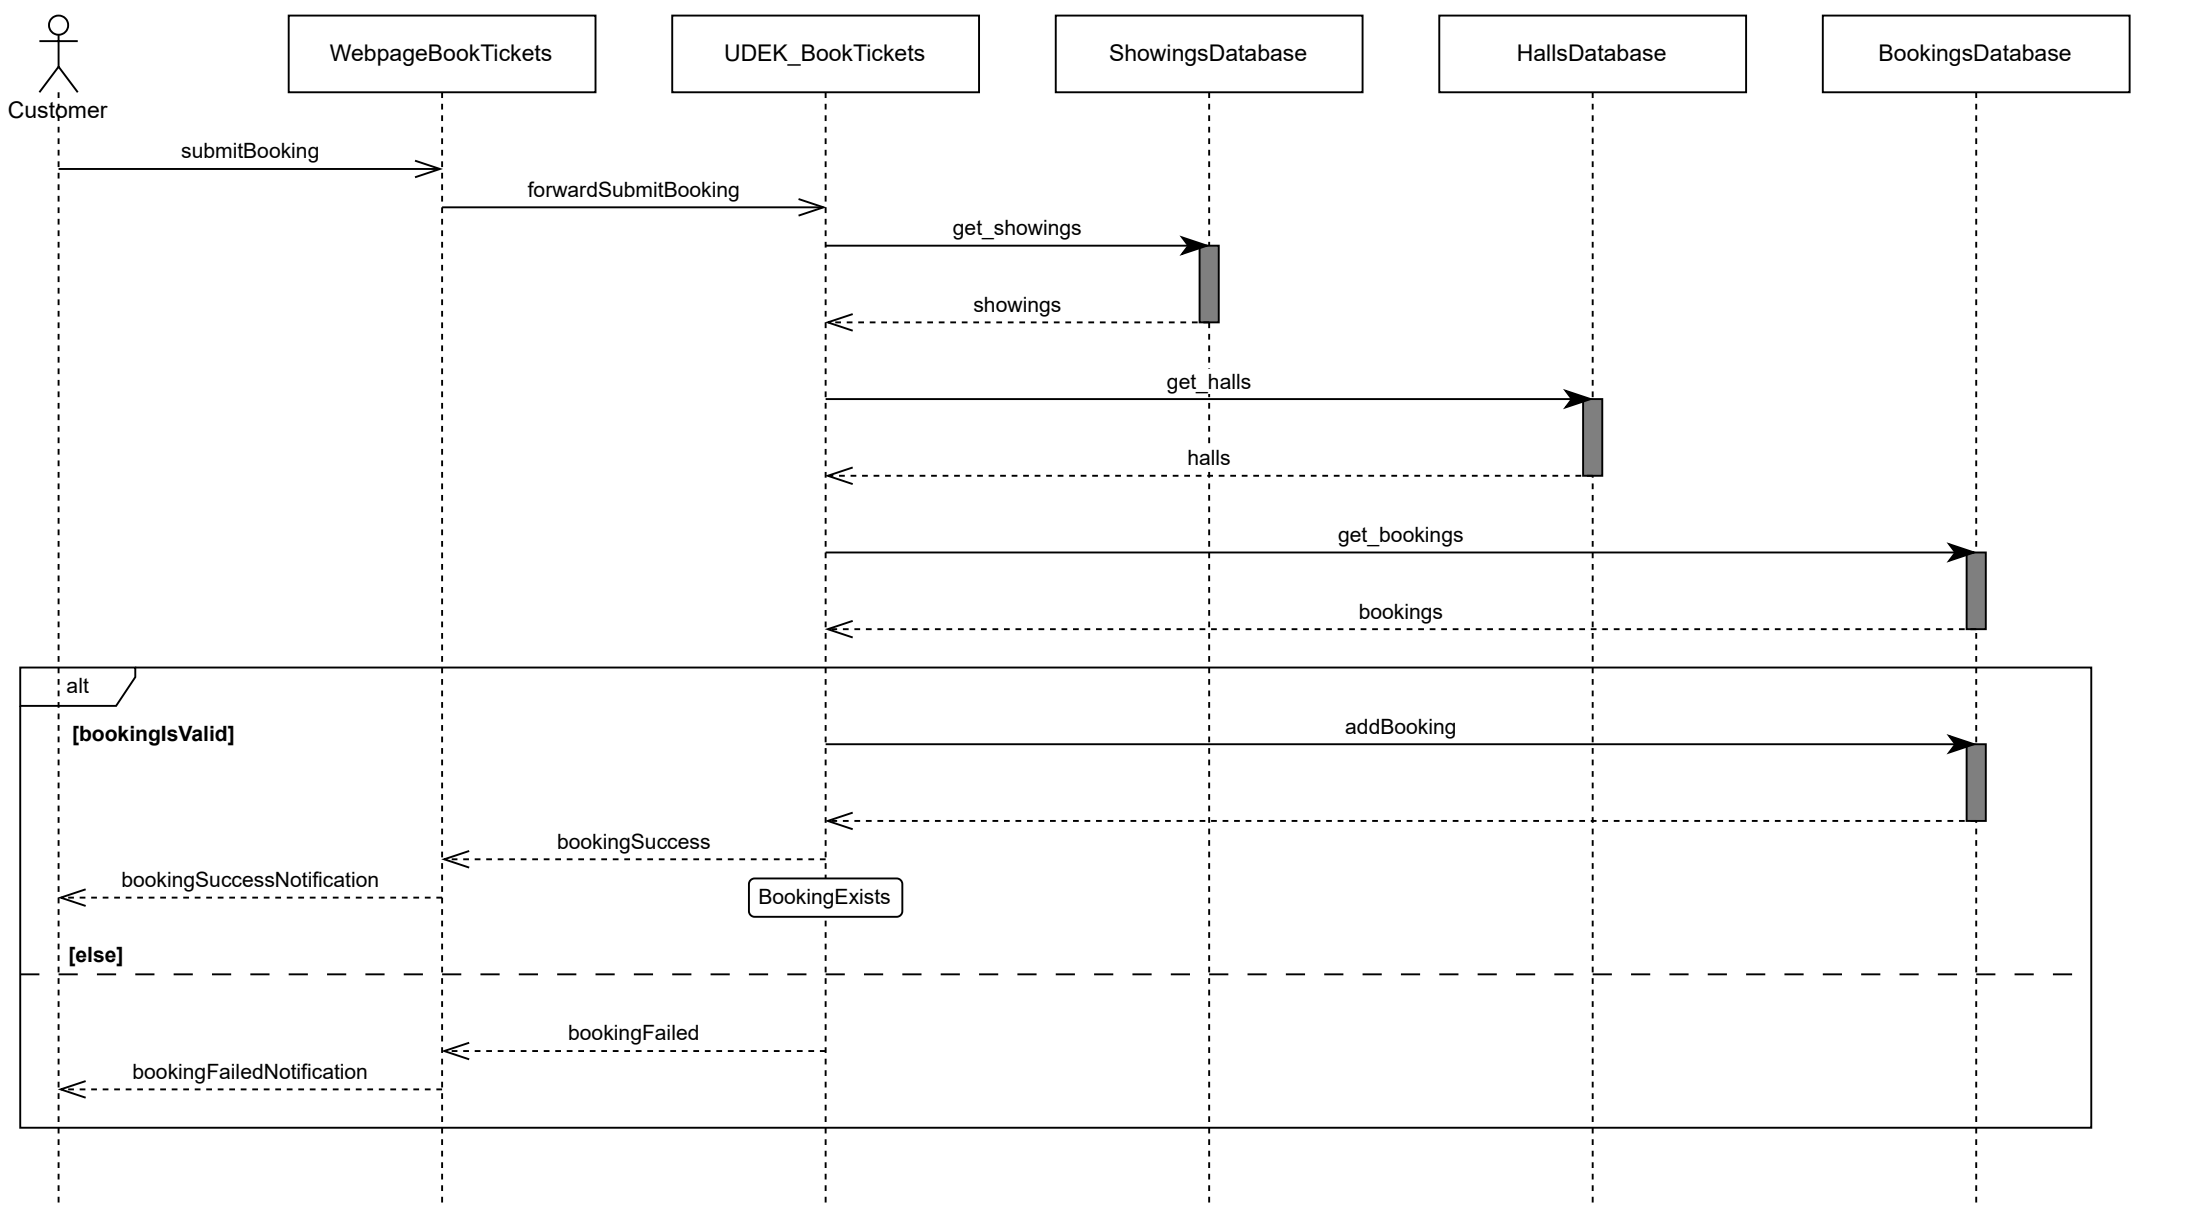 Customer
WebpageBookTickets
UDEK_BookTickets
ShowingsDatabase
HallsDatabase
BookingsDatabase
submitBooking
forwardSubmitBooking
get_showings
showings
get_halls
halls
get_bookings
bookings
alt
[bookingIsValid]
addBooking
bookingSuccess
bookingSuccessNotification
BookingExists
[else]
bookingFailed
bookingFailedNotification